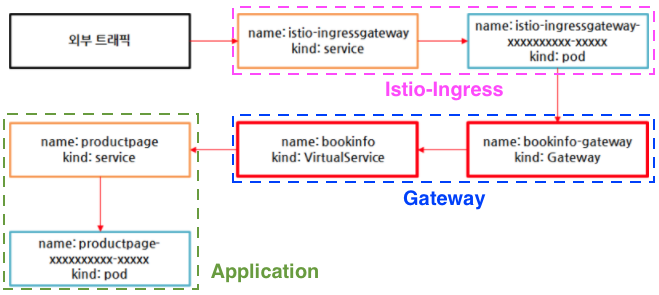 외부 트래픽
name: istio-ingressgateway
kind: service
name: istio-ingressgateway-
xxxxxxxxxx-xxxxx
kind: pod
Istio-Ingress
name: productpage
kind: service
name: bookinfo
kind: VirtualService
name: bookinfo-gateway
kind: Gateway
Gateway
name: productpage-
xxxxxxxxxx-xxxxx
kind: pod
Application